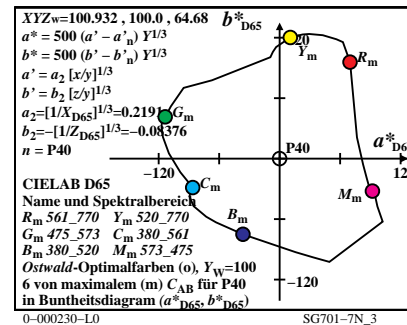 XYZw=100.932, 100.0, 64.68 b*D65
a* = 500 (a' – a'n) Y1/3
b* = 500 (b' – b'n) Y1/3
a' = a2 [x/y]1/3
b' = b2 [z/y]1/3
a2=[1/XD65]1/3=0.2191
b2=–[1/ZD65]1/3=–0.08376
n = P40
20
Ym
Rm
Gm
P40
a*D65
–120
12
CIELAB D65
Name und Spektralbereich
Rm 561_770 Ym 520_770
Gm 475_573 Cm 380_561
Bm 380_520 Mm 573_475
Cm
Mm
Bm
Ostwald-Optimalfarben (o), YW=100
6 von maximalem (m) CAB für P40
in Buntheitsdiagram (a*D65, b*D65)
–120
0-000230-L0 SG701-7N_3